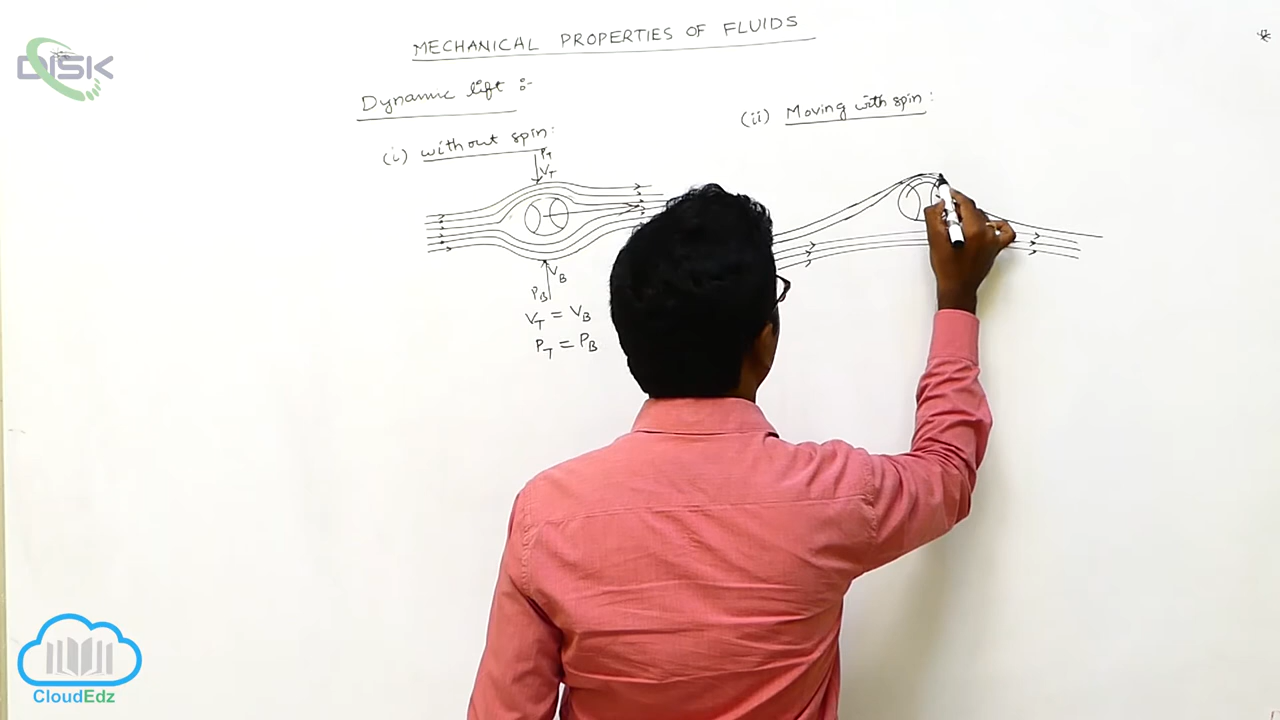 MECHANICAL PROPERTIES OF FLUIDS
Dynamic lift :-
(i) without spin:
(ii) Moving with spin:
PT
VT
VB
PB
VT = VB
PT = PB
DISK
CloudEdz
*